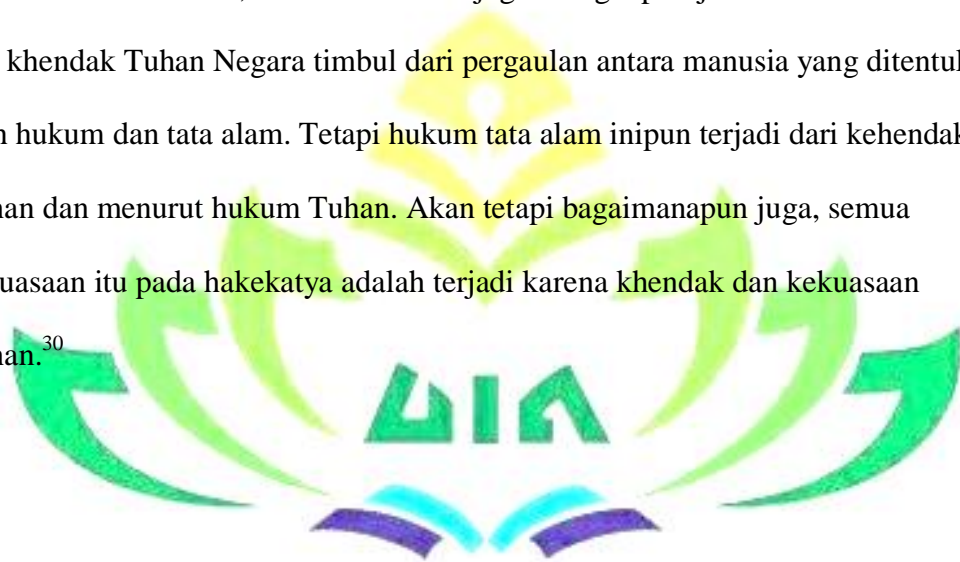 khendak Tuhan Negara timbul dari pergaulan antara manusia yang ditentuk
hukum dan tata alam. Tetapi hukum tata alam inipun terjadi dari kehendak
han dan menurut hukum Tuhan. Akan tetapi bagaimanapun juga, semua
uasaan itu pada hakekatya adalah terjadi karena khendak dan kekuasaan
han.30